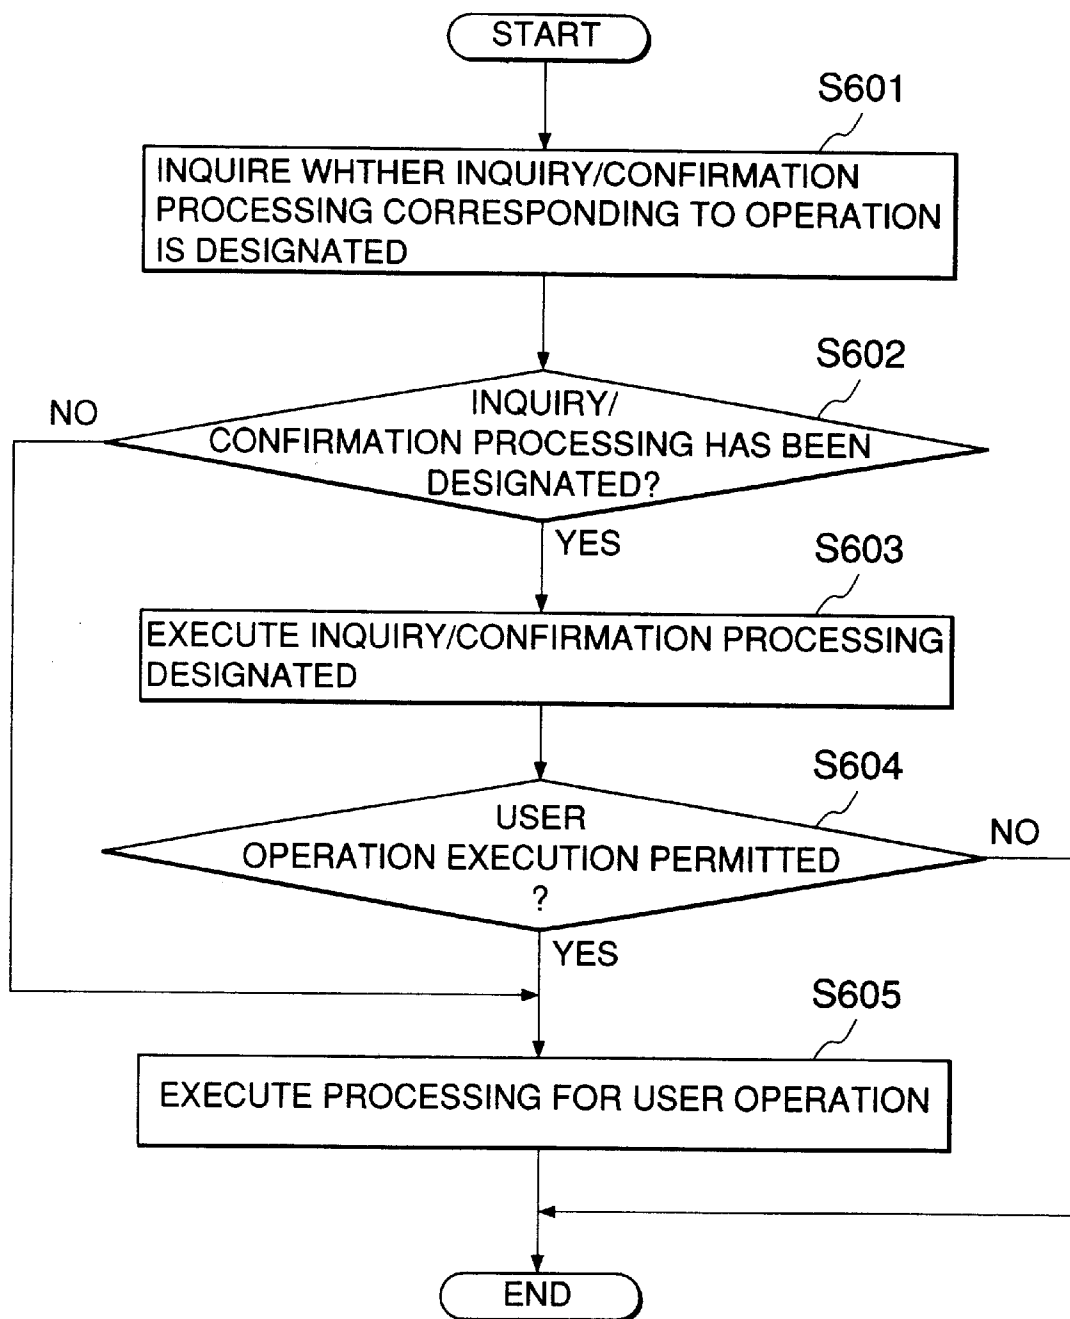 START
S601
INQUIRE WHTHER INQUIRY/CONFIRMATION
PROCESSING CORRESPONDING TO OPERATION
IS DESIGNATED
S602
NO
INQUIRY/
CONFIRMATION PROCESSING HAS BEEN
DESIGNATED?
YES
S603
EXECUTE INQUIRY/CONFIRMATION PROCESSING
DESIGNATED
S604
USER
NO
OPERATION EXECUTION PERMITTED
?
YES
S605
EXECUTE PROCESSING FOR USER OPERATION
END